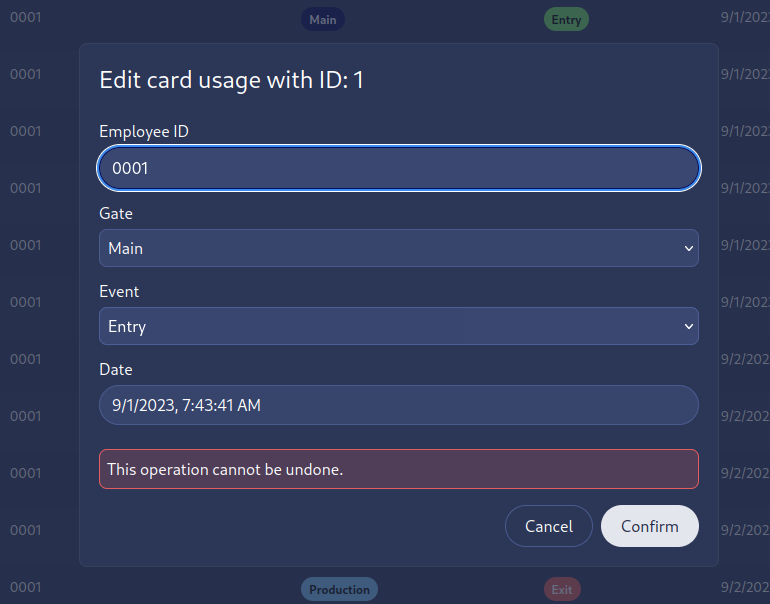 0001 Main Entry 9/1/202
Edit card usage with ID: 1
0001 9/1/202
Employee ID
0001 9/1/202
0001
0001 9/1/202
Gate
Main
0001 9/1/202
Event
0001 9/1/202
Entry
0001 9/2/202
Date
9/1/2023, 7:43:41 AM
0001 9/2/202
This operation cannot be undone.
0001 9/2/202
Cancel Confirm
0001 9/2/202
0001 Production Exit 9/2/202